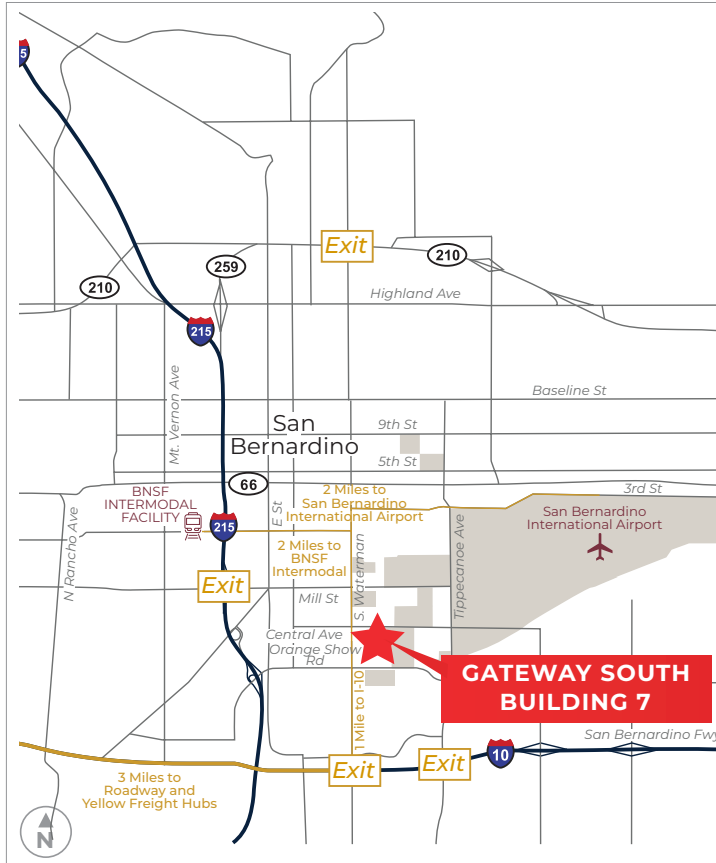 5
Exit
259
210
210
Highland Ave
215
Mt. Vernon Ave
Baseline St
San
Bernardino
9th St
5th St
66
3rd St
BNSF
INTERMODAL
FACILITY
2 Miles to
San Bernardino
International Airport
San Bernardino
International Airport
E St
215
N Rancho Ave
2 Miles to
BNSF
Intermodal
S. Waterman
Tippecanoe Ave
Exit
Mill St
Central Ave
Orange Show
Rd
GATEWAY SOUTH
BUILDING 7
1 Mile to I-10
San Bernardino Fwy
10
Exit
Exit
3 Miles to
Roadway and
Yellow Freight Hubs
N